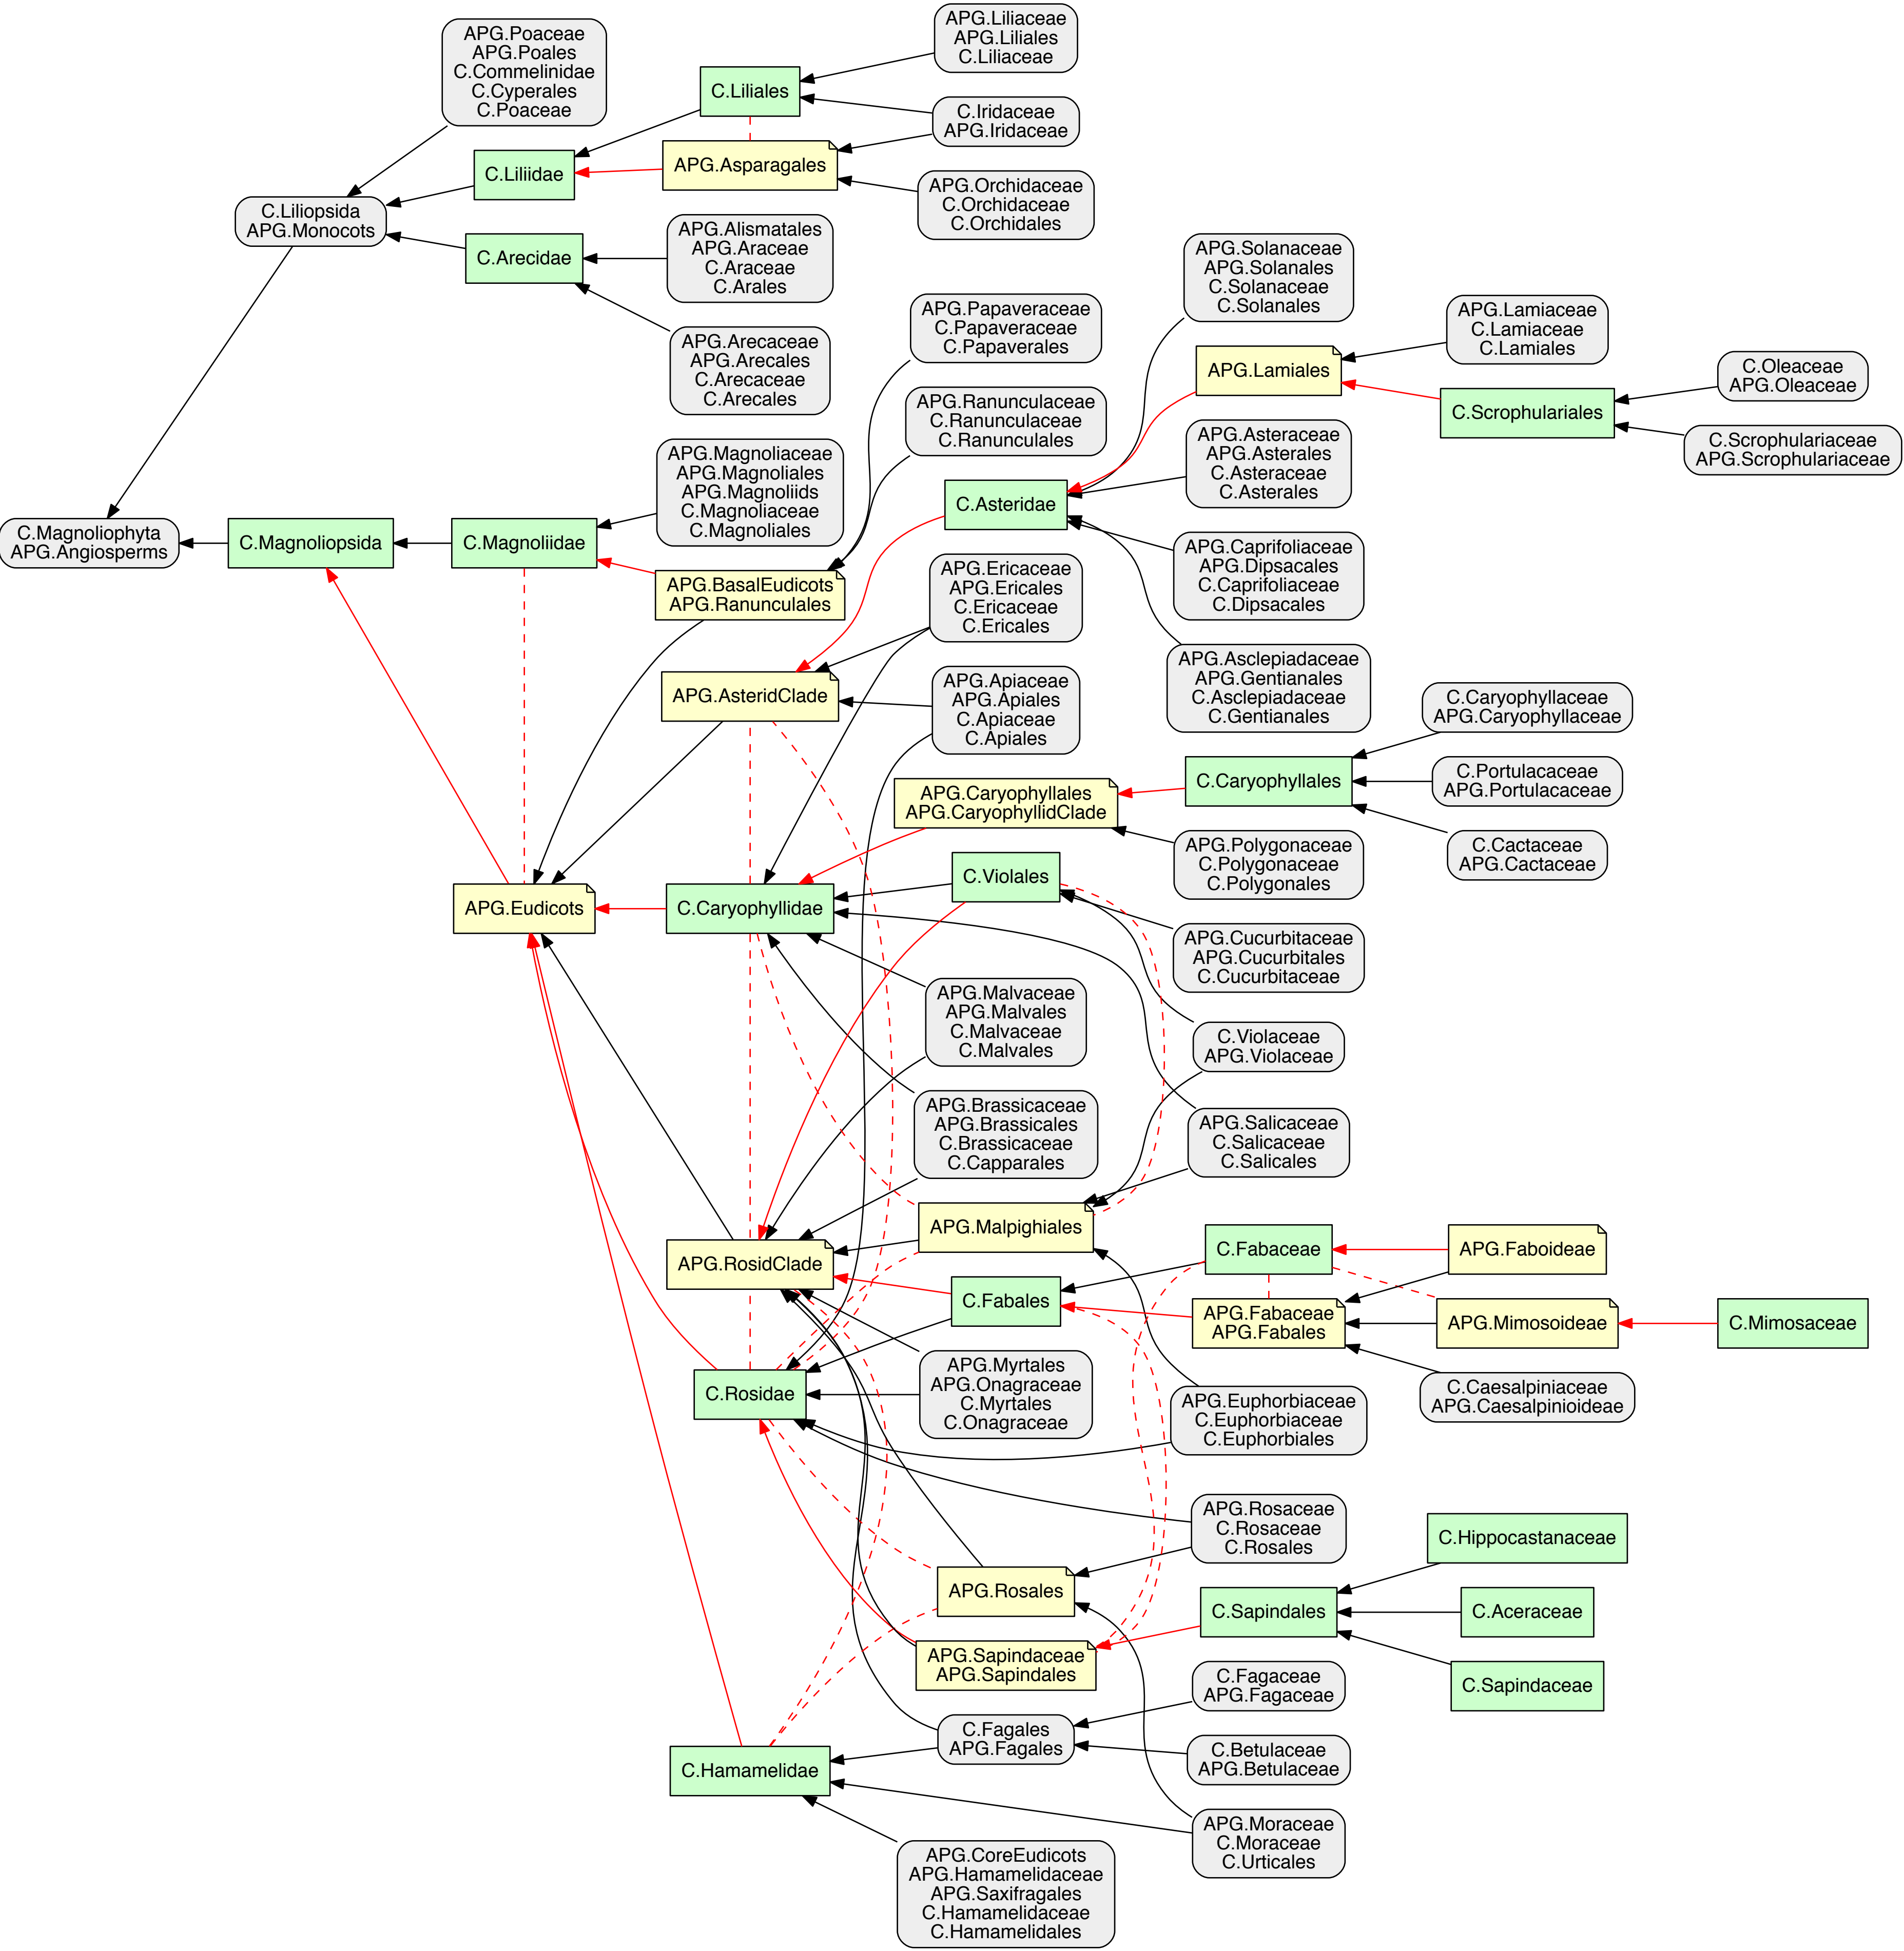 APG.Poaceae
APG.Poales
C.Commelinidae
C.Cyperales
C.Poaceae
C.Liliales
APG.Liliaceae
APG.Liliales
C.Liliaceae
C.Iridaceae
APG.Iridaceae
APG.Asparagales
C.Liliidae
APG.Orchidaceae
C.Orchidaceae
C.Orchidales
C.Liliopsida
APG.Monocots
C.Arecidae
APG.Alismatales
APG.Araceae
C.Araceae
C.Arales
APG.Arecaceae
APG.Arecales
C.Arecaceae
C.Arecales
APG.Papaveraceae
C.Papaveraceae
C.Papaverales
APG.Solanaceae
APG.Solanales
C.Solanaceae
C.Solanales
APG.Lamiaceae
C.Lamiaceae
C.Lamiales
APG.Lamiales
C.Oleaceae
APG.Oleaceae
C.Scrophulariales
C.Scrophulariaceae
APG.Scrophulariaceae
APG.Ranunculaceae
C.Ranunculaceae
C.Ranunculales
APG.Asteraceae
APG.Asterales
C.Asteraceae
C.Asterales
APG.Magnoliaceae
APG.Magnoliales
APG.Magnoliids
C.Magnoliaceae
C.Magnoliales
C.Asteridae
C.Magnoliophyta
APG.Angiosperms
C.Magnoliopsida
C.Magnoliidae
APG.BasalEudicots
APG.Ranunculales
APG.Ericaceae
APG.Ericales
C.Ericaceae
C.Ericales
APG.Caprifoliaceae
APG.Dipsacales
C.Caprifoliaceae
C.Dipsacales
APG.AsteridClade
APG.Apiaceae
APG.Apiales
C.Apiaceae
C.Apiales
APG.Asclepiadaceae
APG.Gentianales
C.Asclepiadaceae
C.Gentianales
C.Caryophyllaceae
APG.Caryophyllaceae
APG.Caryophyllales
APG.CaryophyllidClade
C.Caryophyllales
C.Portulacaceae
APG.Portulacaceae
APG.Polygonaceae
C.Polygonaceae
C.Polygonales
C.Cactaceae
APG.Cactaceae
C.Violales
APG.Eudicots
C.Caryophyllidae
APG.Cucurbitaceae
APG.Cucurbitales
C.Cucurbitaceae
APG.Malvaceae
APG.Malvales
C.Malvaceae
C.Malvales
C.Violaceae
APG.Violaceae
APG.Brassicaceae
APG.Brassicales
C.Brassicaceae
C.Capparales
APG.Salicaceae
C.Salicaceae
C.Salicales
APG.Malpighiales
APG.RosidClade
C.Fabaceae
APG.Faboideae
C.Fabales
APG.Fabaceae
APG.Fabales
APG.Mimosoideae
C.Mimosaceae
C.Rosidae
APG.Myrtales
APG.Onagraceae
C.Myrtales
C.Onagraceae
C.Caesalpiniaceae
APG.Caesalpinioideae
APG.Euphorbiaceae
C.Euphorbiaceae
C.Euphorbiales
APG.Rosaceae
C.Rosaceae
C.Rosales
C.Hippocastanaceae
APG.Rosales
C.Sapindales
C.Aceraceae
APG.Sapindaceae
APG.Sapindales
C.Sapindaceae
C.Fagaceae
APG.Fagaceae
C.Fagales
APG.Fagales
C.Betulaceae
APG.Betulaceae
C.Hamamelidae
APG.Moraceae
C.Moraceae
C.Urticales
APG.CoreEudicots
APG.Hamamelidaceae
APG.Saxifragales
C.Hamamelidaceae
C.Hamamelidales